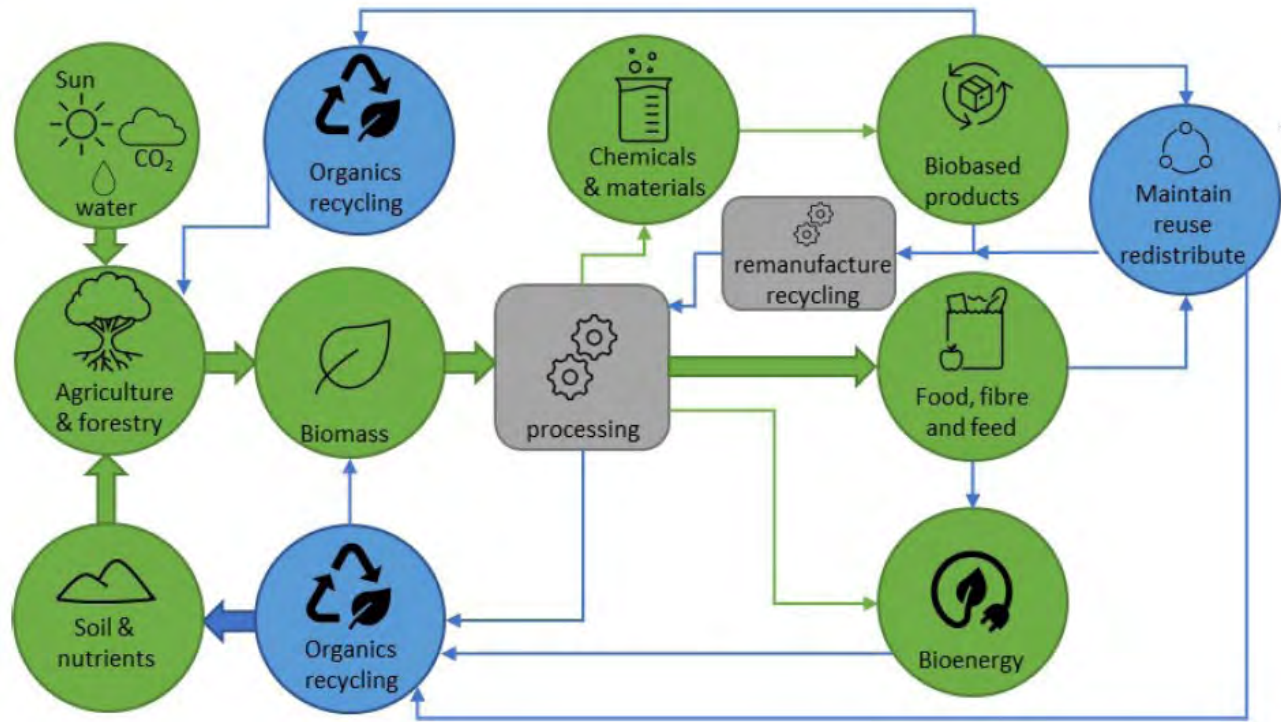 Sun
CO₂
water
Organics
recycling
Chemicals
& materials
Biobased
products
Maintain
reuse
redistribute
remanufacture
recycling
Agriculture
& forestry
Biomass
processing
Food, fibre
and feed
Soil &
nutrients
Organics
recycling
Bioenergy